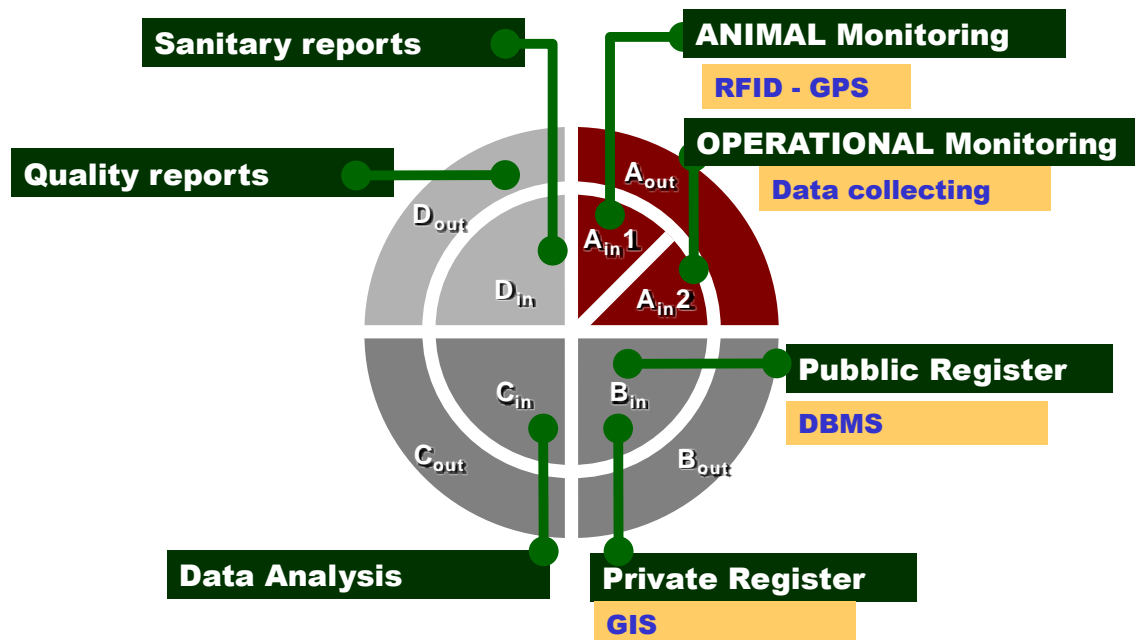 Sanitary reports
ANIMAL Monitoring
RFID - GPS
OPERATIONAL Monitoring
Data collecting
Quality reports
Aout
Dout
Ain1
Din
Ain2
Cin
Bin
Cout
Bout
Pubblic Register
DBMS
Data Analysis
Private Register
GIS